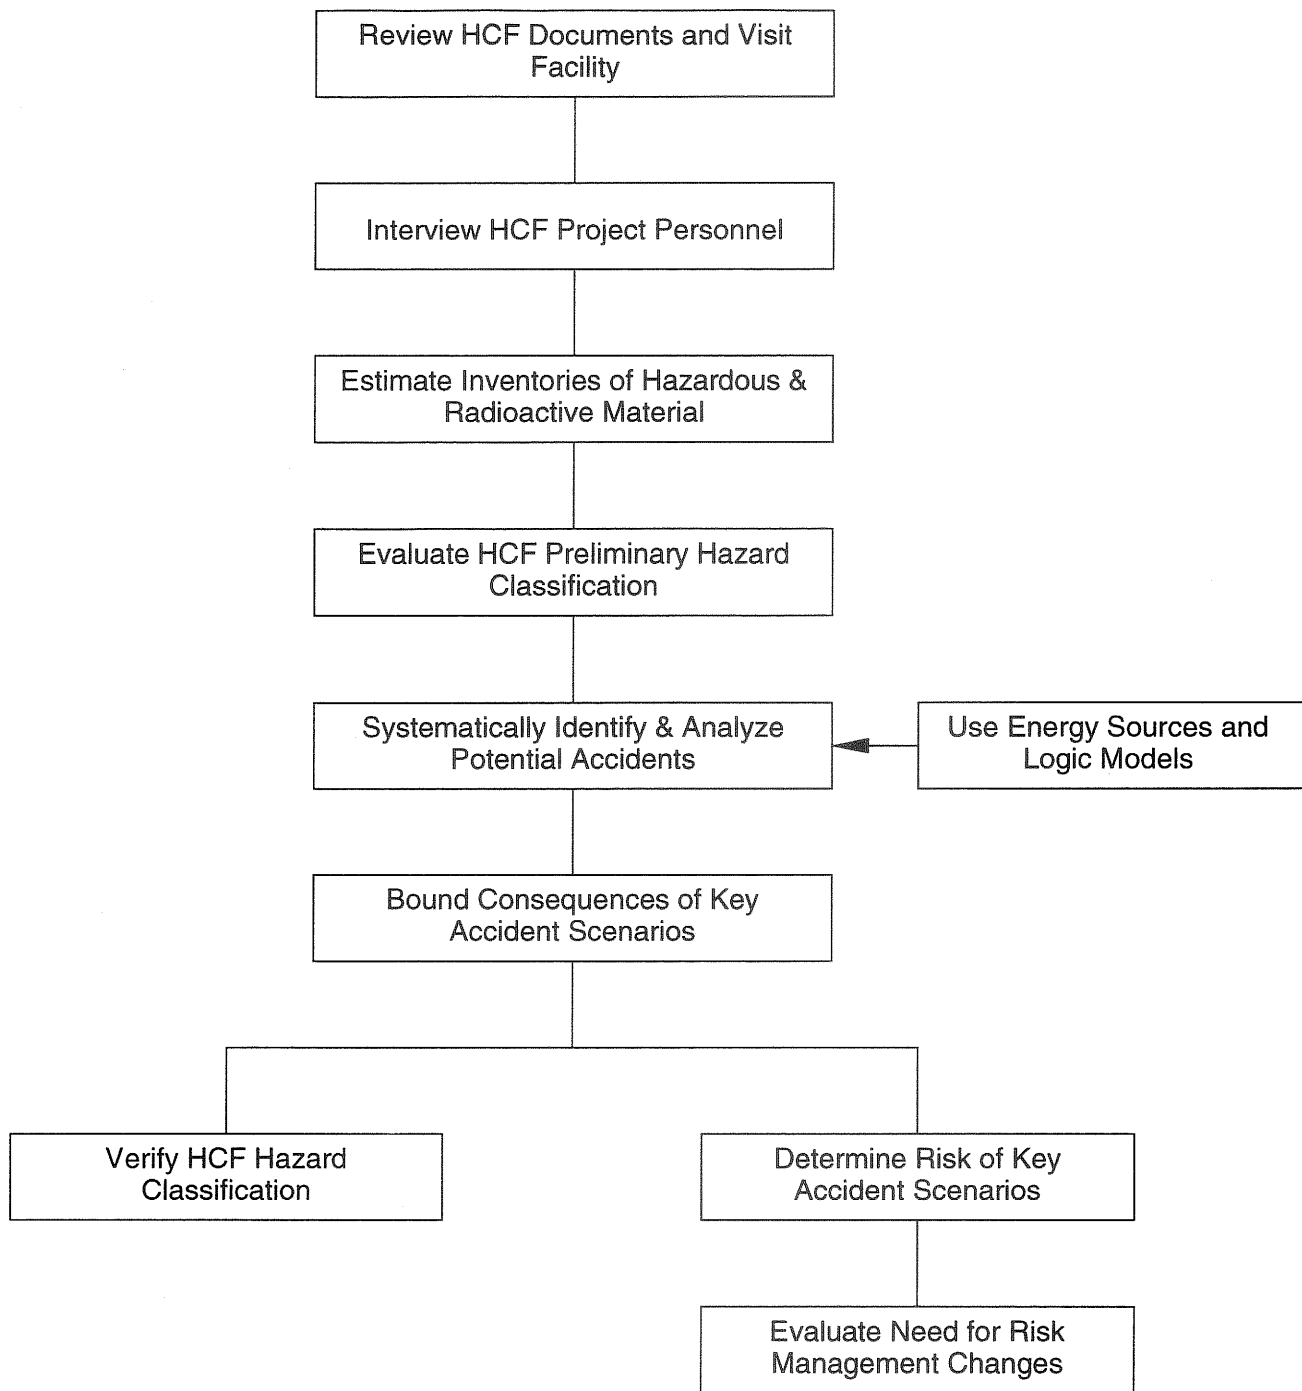 Review HCF Documents and Visit
Facility
Interview HCF Project Personnel
Estimate Inventories of Hazardous &
Radioactive Material
Evaluate HCF Preliminary Hazard
Classification
Systematically Identify & Analyze
Potential Accidents
Use Energy Sources and
Logic Models
Bound Consequences of Key
Accident Scenarios
Verify HCF Hazard
Classification
Determine Risk of Key
Accident Scenarios
Evaluate Need for Risk
Management Changes